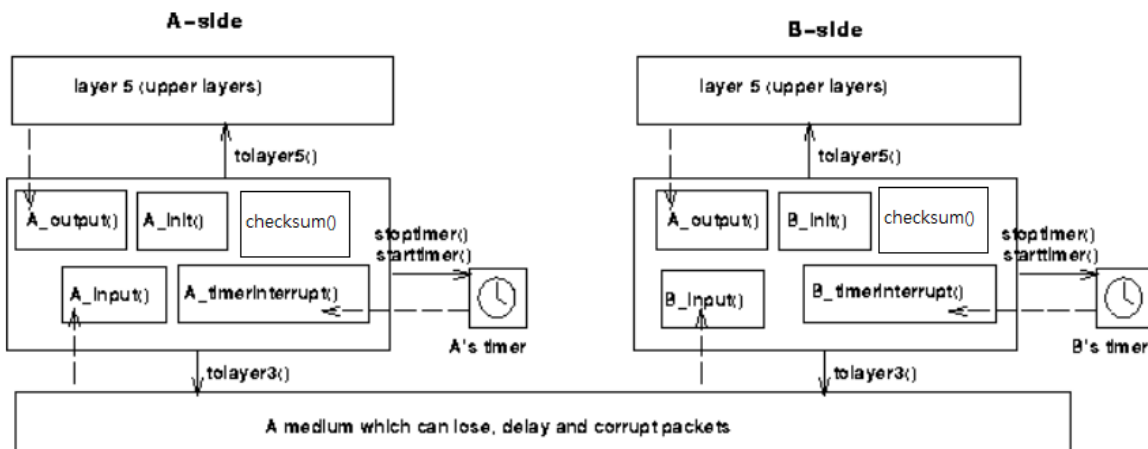 A-side
B-side
layer 5 (upper layers)
layer 5 (upper layers)
tolayer5()
tolayer5()
A_output()
A_init()
checksum()
A_output()
B_init()
checksum()
stoptimer()
starttimer()
stoptimer()
starttimer()
A_input()
A_timerinterrupt()
B_input()
B_timerinterrupt()
A's timer
B's timer
tolayer3()
tolayer3()
A medium which can lose, delay and corrupt packets